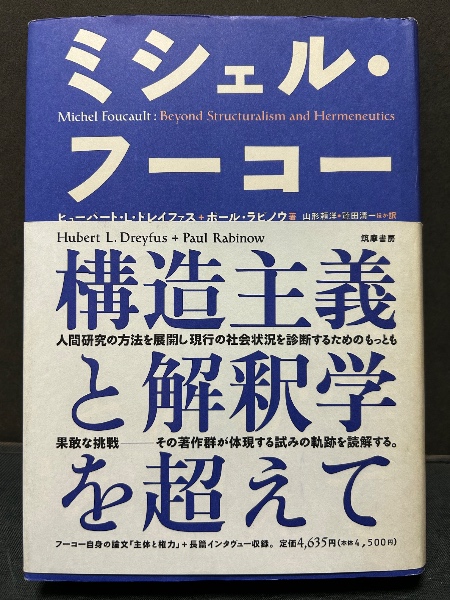 ミシェル・
Michel Foucault: Beyond Structuralism and Hermeneutics
フーコー
ヒューバート・L・ドレイファス+ポール・ラビノウ著 山形頼洋+鷲田清一ほか訳
Hubert L. Dreyfus + Paul Rabinow 筑摩書房
構造主義
人間研究の方法を展開し現行の社会状況を診断するためのもっとも
と解釈学
果敢な挑戦——その著作群が体現する試みの軌跡を読解する。
を超えて
フーコー自身の論文「主体と権力」+長篇インタヴュー収録。 定価4,635円(本体4,500円)